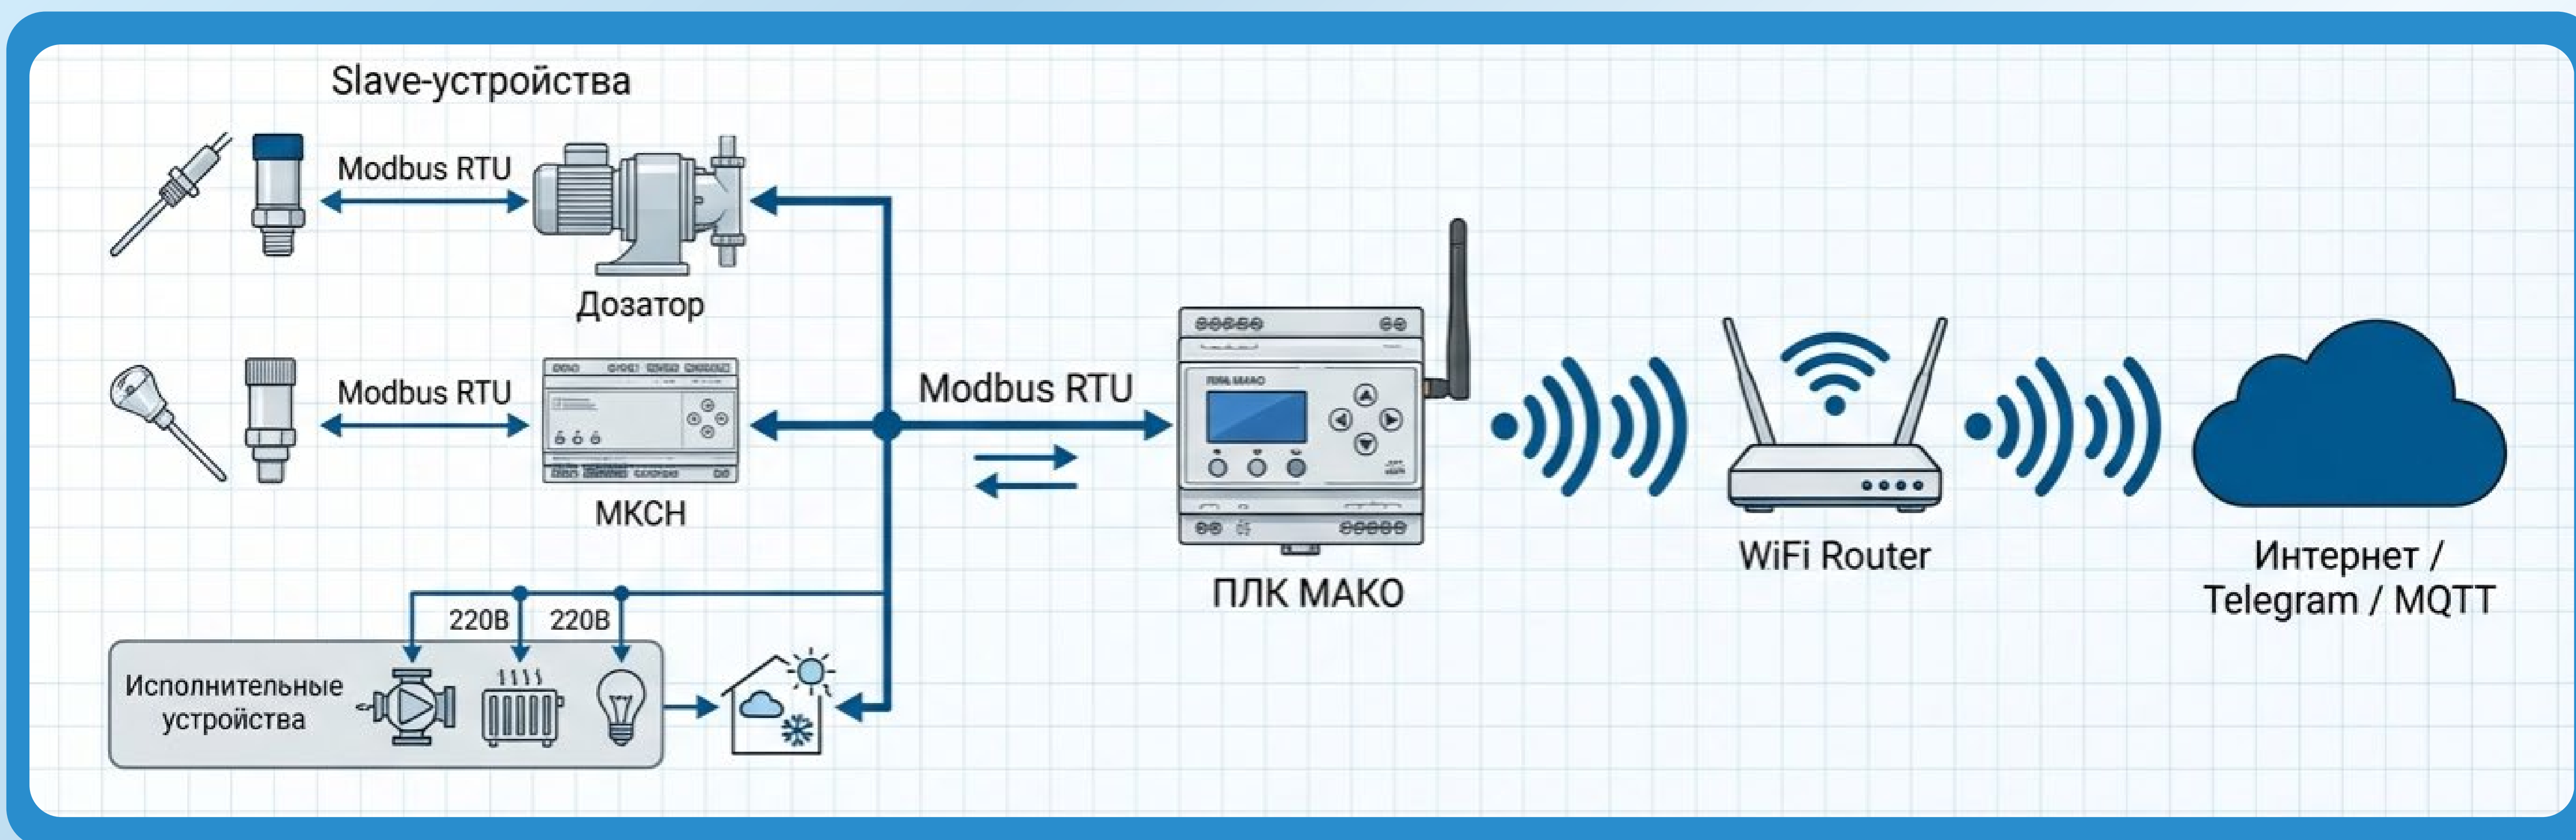 Slave-устройства
Modbus RTU
Дозатор
Modbus RTU
МКСН
Modbus RTU
220В
220В
Исполнительные
устройства
ПЛК МАКО
WiFi Router
Интернет /
Telegram / MQTT